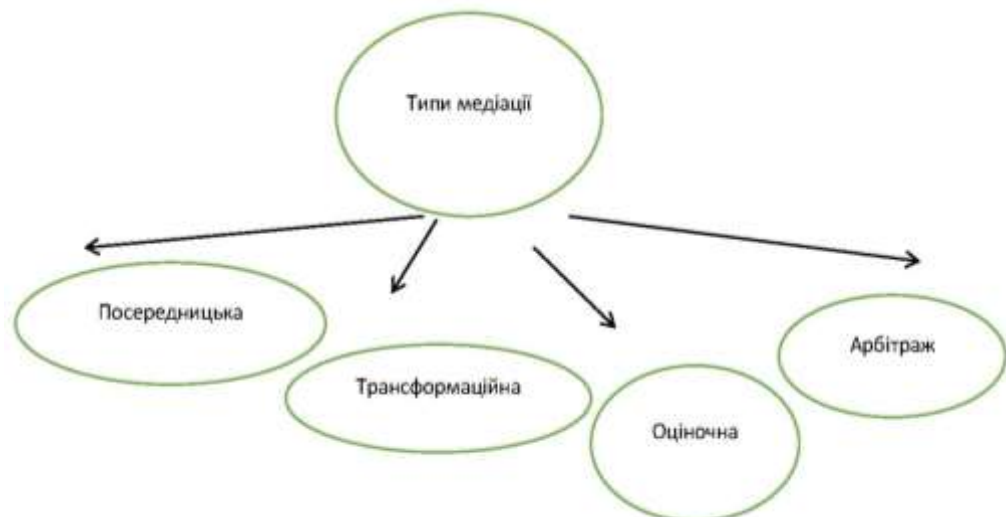 Типи медіації
Посередницька
Трансформаційна
Оціночна
Арбітраж